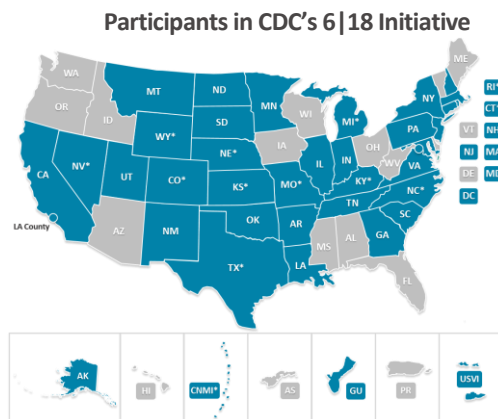 Participants in CDC's 6|18 Initiative
WA
MT
ND
MN
ME
OR
ID
WY*
SD
WI
MI*
NY
RI*
CT*
NV*
NE*
IA
IL
IN
OH
PA
VT
NH
CA
UT
CO*
KS*
MO*
KY*
WV
VA
NJ
MA
DE
MD
DC
LA County
AZ
NM
OK
AR
TN
NC*
SC
TX*
LA
MS
AL
GA
FL
AK
HI
CNMI*
AS
GU
PR
USVI